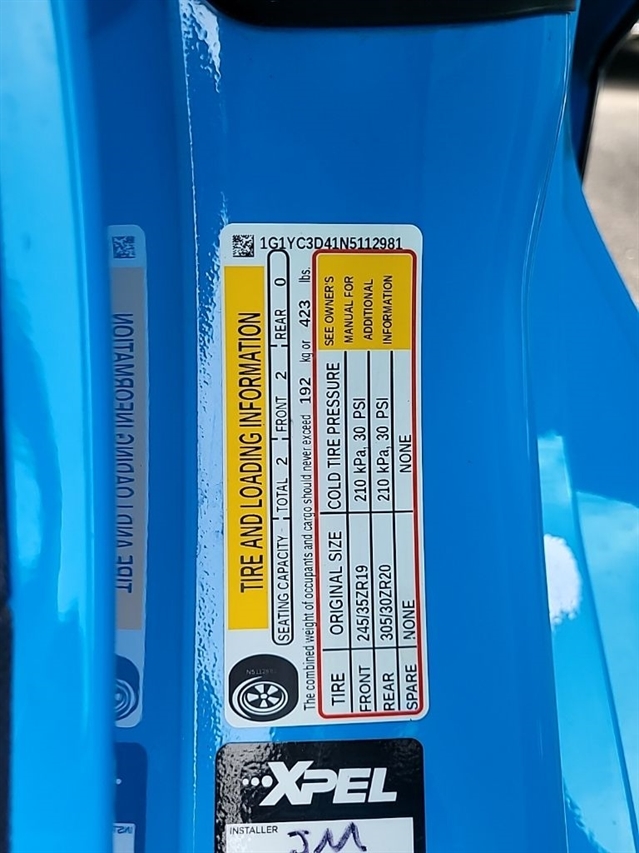 1G1YC3D41N5112981
TIRE AND LOADING INFORMATION
SEATING CAPACITY TOTAL 2 FRONT 2 REAR 0
The combined weight of occupants and cargo should never exceed 192 kg or 423 lbs.
TIRE ORIGINAL SIZE COLD TIRE PRESSURE
FRONT 245/35ZR19 210 kPa, 30 PSI
REAR 305/30ZR20 210 kPa, 30 PSI
SPARE NONE NONE
SEE OWNER'S
MANUAL FOR
ADDITIONAL
INFORMATION
XPEL
INSTALLER
JM